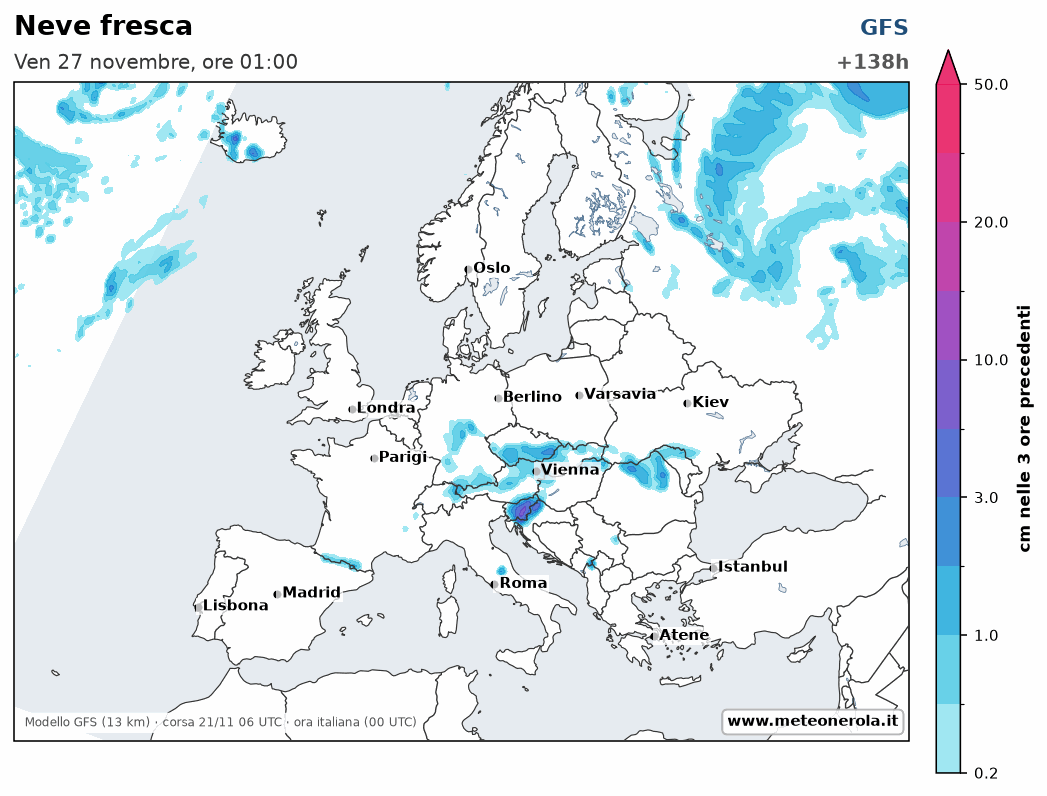 Neve fresca
GFS
Ven 27 novembre, ore 01:00
+138h
50.0
20.0
10.0
3.0
1.0
0.2
cm nelle 3 ore precedenti
Oslo
Berlino
Varsavia
Kiev
Londra
Parigi
Vienna
Istanbul
Roma
Madrid
Lisbona
Atene
Modello GFS (13 km) · corsa 21/11 06 UTC · ora italiana (00 UTC)
www.meteonerola.it